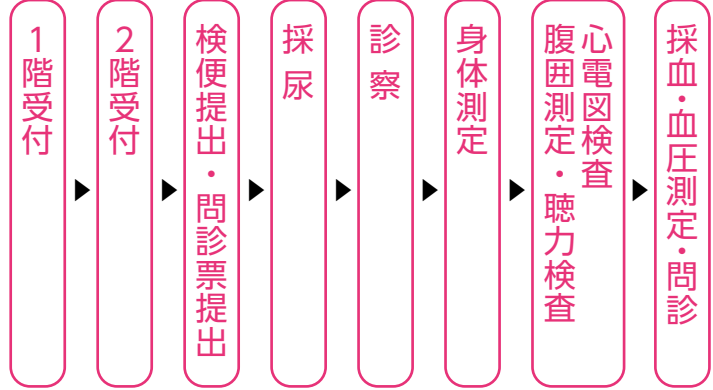 1階受付
2階受付
検便提出・問診票提出
採尿
診察
身体測定
心電図検査
腹囲測定・聴力検査
採血・血圧測定・問診